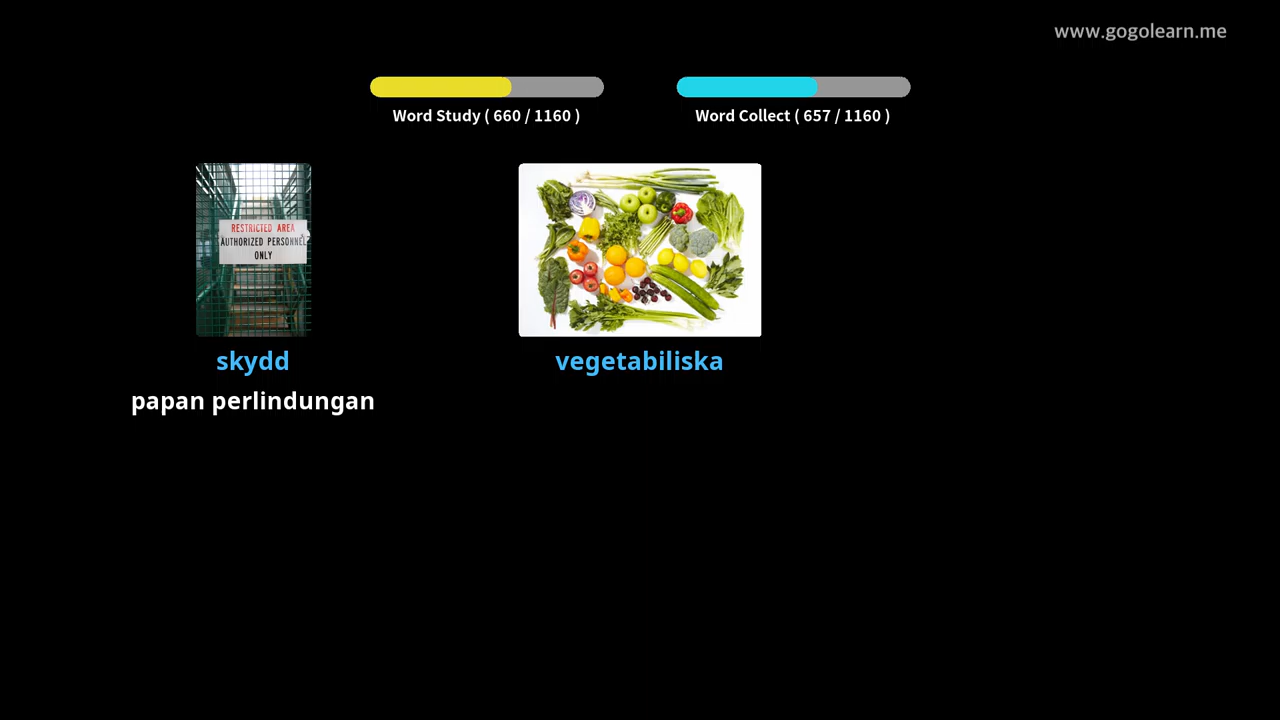 www.gogolearn.me
Word Study ( 660 / 1160 )
Word Collect ( 657 / 1160 )
RESTRICTED AREA
AUTHORIZED PERSONNEL
ONLY
skydd
papan perlindungan
vegetabiliska